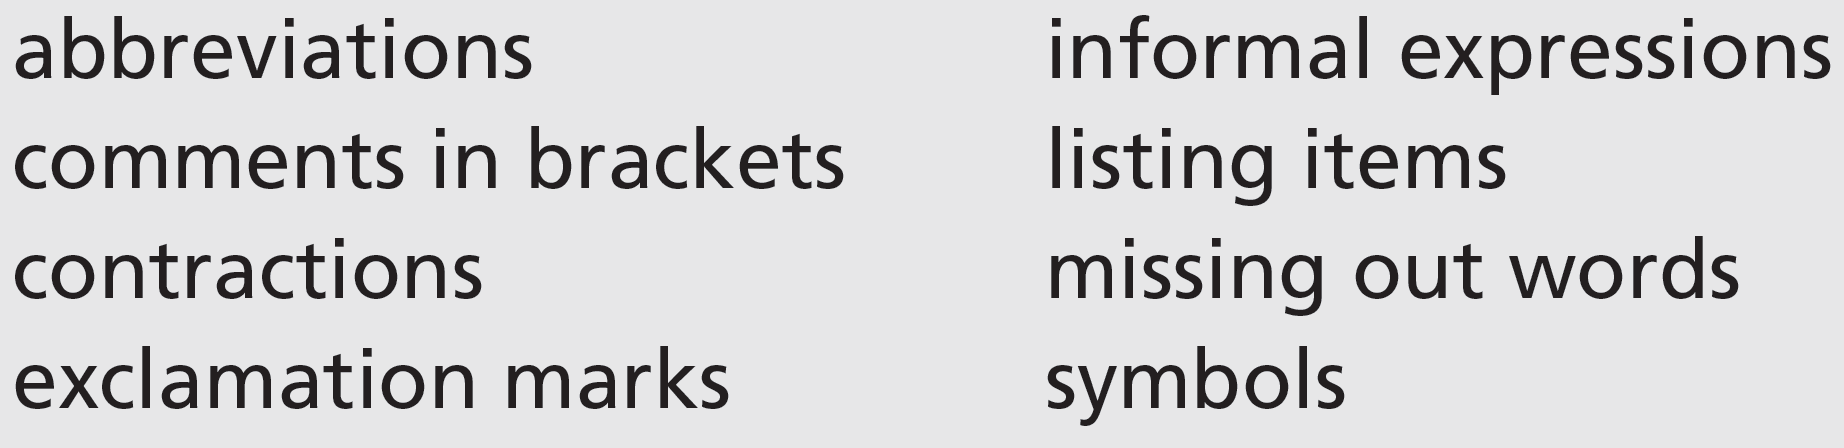 abbreviations
comments in brackets
contractions
exclamation marks
informal expressions
listing items
missing out words
symbols